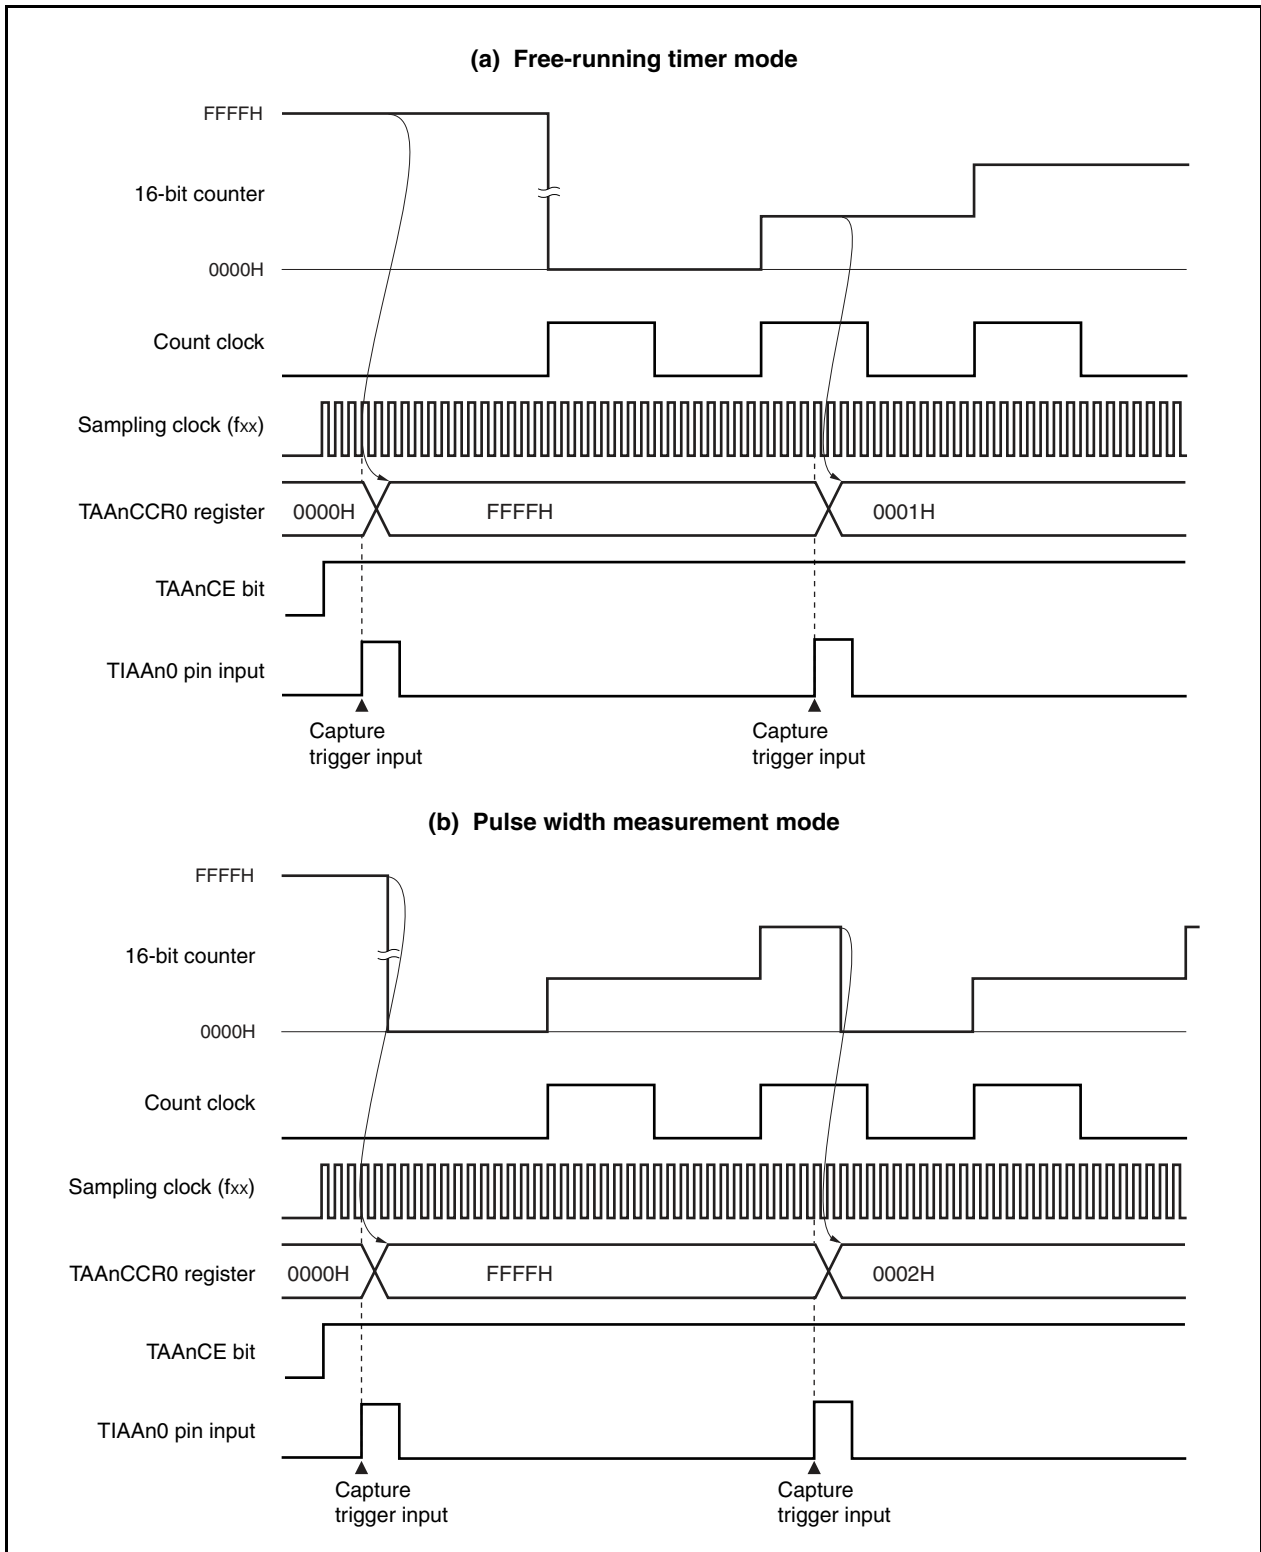 (a) Free-running timer mode
FFFFH
16-bit counter
0000H
Count clock
Sampling clock (fxx)
TAAnCCR0 register
0000H
FFFFH
0001H
TAAnCE bit
TIAAn0 pin input
Capture
trigger input
Capture
trigger input
(b) Pulse width measurement mode
FFFFH
16-bit counter
0000H
Count clock
Sampling clock (fxx)
TAAnCCR0 register
0000H
FFFFH
0002H
TAAnCE bit
TIAAn0 pin input
Capture
trigger input
Capture
trigger input